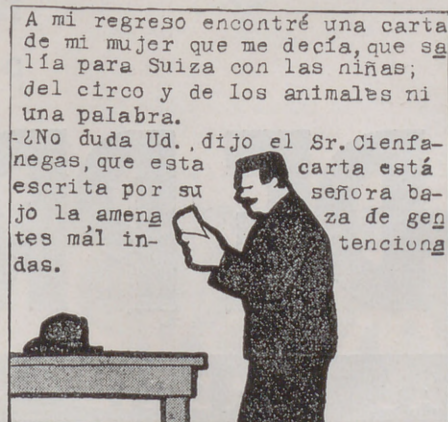 A mi regreso encontré una carta
de mi mujer que me decía, que sa
lía para Suiza con las niñas;
del circo y de los animales ni
una palabra.
-¿No duda Ud., dijo el Sr. Cienfa-
negas, que esta carta está
escrita por su señora ba-
jo la amena za de gen
tes mál in- tenciona
das.